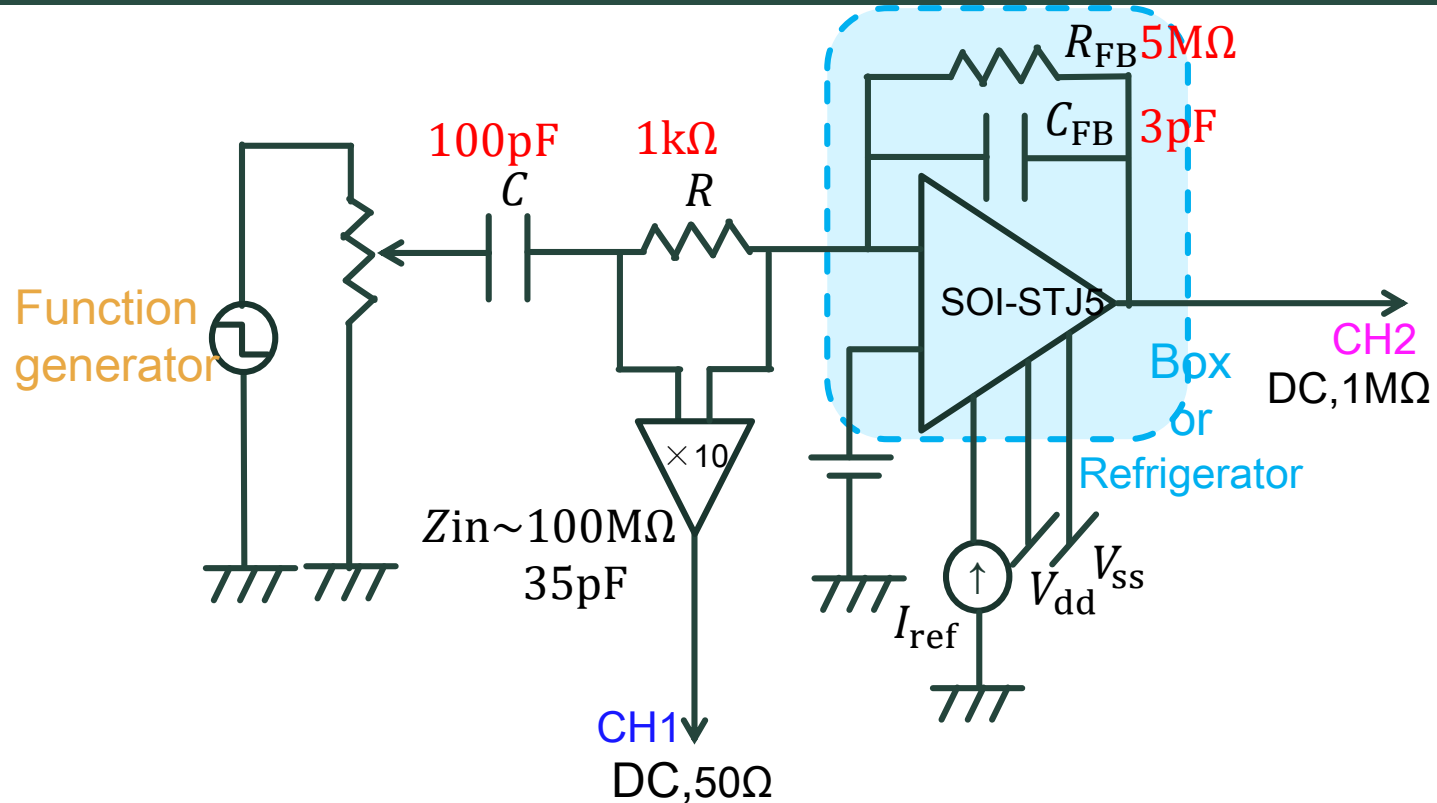 R_FB 5MΩ
C_FB 3pF
100pF
C
1kΩ
R
Function
generator
SOI-STJ5
CH2
DC,1MΩ
Box
or
Refrigerator
×10
Zin~100MΩ
35pF
↑
I_ref
V_dd
V_ss
CH1
DC,50Ω